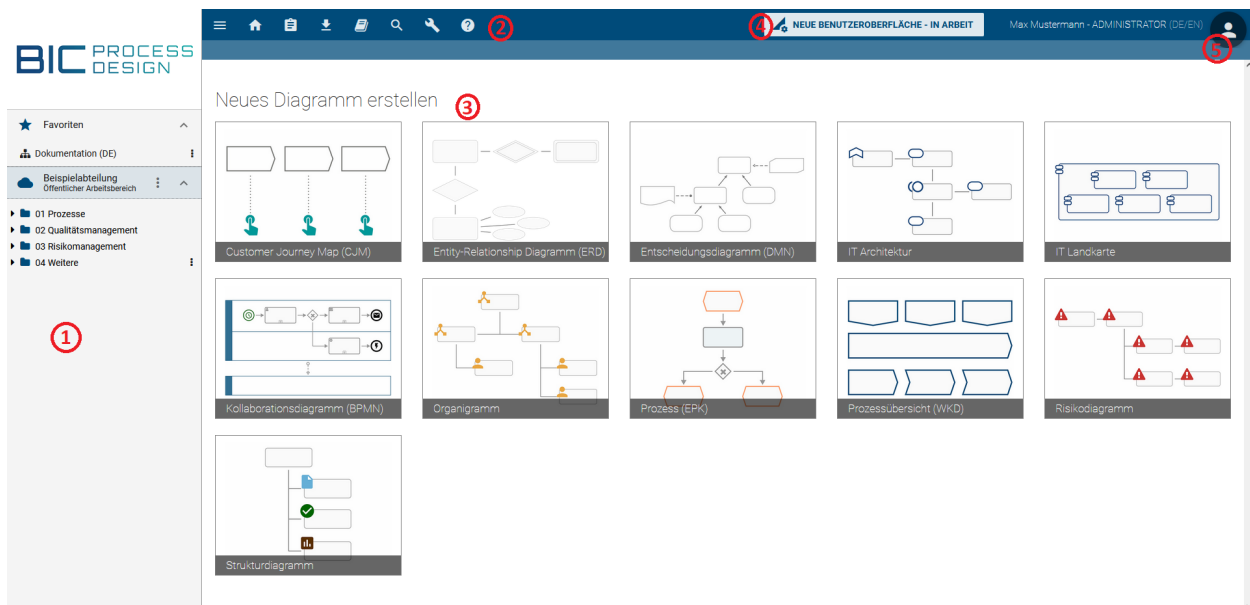 BIC PROCESS
DESIGN
Favoriten
Dokumentation (DE)
Beispielabteilung
Öffentlicher Arbeitsbereich
01 Prozesse
02 Qualitätsmanagement
03 Risikomanagement
04 Weitere
1
2
4 NEUE BENUTZEROBERFLÄCHE - IN ARBEIT
Max Mustermann - ADMINISTRATOR (DE/EN)
5
Neues Diagramm erstellen
3
Customer Journey Map (CJM)
Entity-Relationship Diagramm (ERD)
Entscheidungsdiagramm (DMN)
IT Architektur
IT Landkarte
Kollaborationsdiagramm (BPMN)
Organigramm
Prozess (EPK)
Prozessübersicht (WKD)
Risikodiagramm
Strukturdiagramm